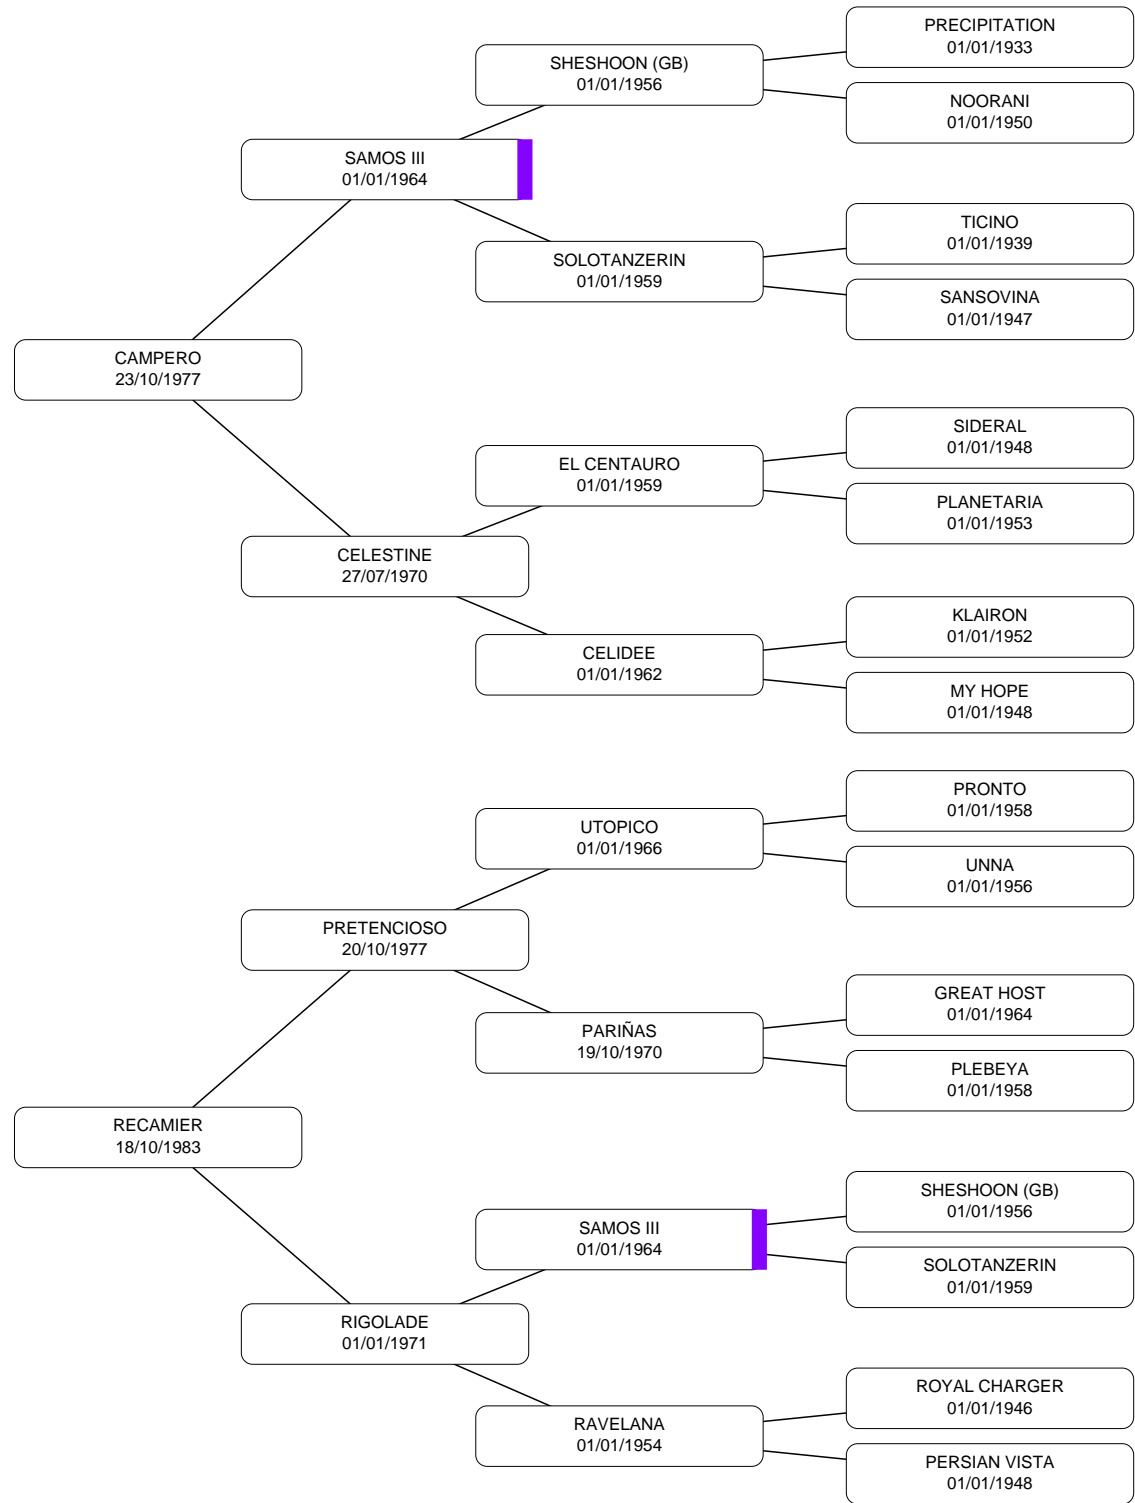 PRECIPITATION
01/01/1933
SHESHOON (GB)
01/01/1956
NOORANI
01/01/1950
SAMOS III
01/01/1964
TICINO
01/01/1939
SOLOTANZERIN
01/01/1959
SANSOVINA
01/01/1947
CAMPERO
23/10/1977
SIDERAL
01/01/1948
EL CENTAURO
01/01/1959
PLANETARIA
01/01/1953
CELESTINE
27/07/1970
KLAIRON
01/01/1952
CELIDEE
01/01/1962
MY HOPE
01/01/1948
PRONTO
01/01/1958
UTOPICO
01/01/1966
UNNA
01/01/1956
PRETENCIOSO
20/10/1977
GREAT HOST
01/01/1964
PARIÑAS
19/10/1970
PLEBEYA
01/01/1958
RECAMIER
18/10/1983
SHESHOON (GB)
01/01/1956
SAMOS III
01/01/1964
SOLOTANZERIN
01/01/1959
RIGOLADE
01/01/1971
ROYAL CHARGER
01/01/1946
RAVELANA
01/01/1954
PERSIAN VISTA
01/01/1948